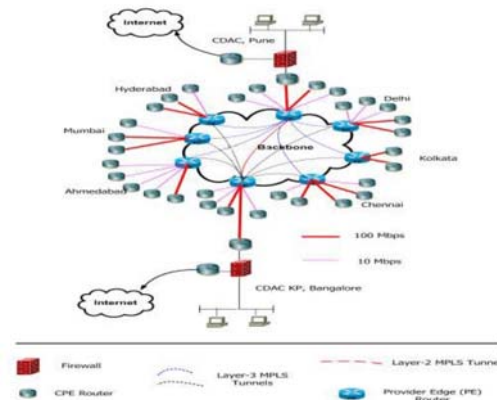 Internet
CDAC, Pune
Hyderabad
Delhi
Mumbai
Backbone
Kolkata
Ahmedabad
Chennai
100 Mbps
10 Mbps
CDAC KP, Bangalore
Internet
Firewall
Layer-3 MPLS
Tunnels
Layer-2 MPLS Tunnel
CPE Router
Provider Edge (PE)
Router